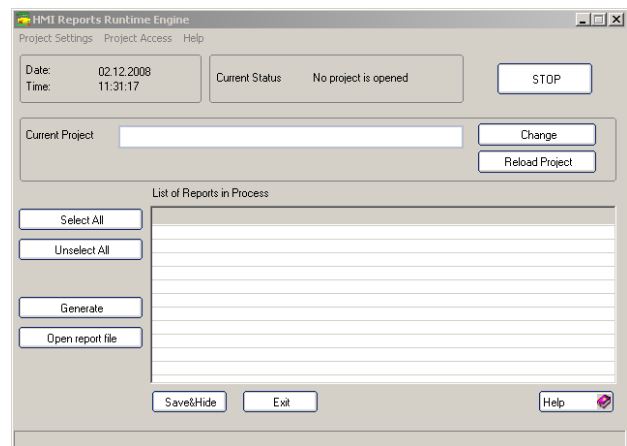 HMI Reports Runtime Engine
Project Settings Project Access Help
Date: 02.12.2008
Time: 11:31:17
Current Status No project is opened
STOP
Current Project
Change
Reload Project
List of Reports in Process
Select All
Unselect All
Generate
Open report file
Save&Hide Exit Help